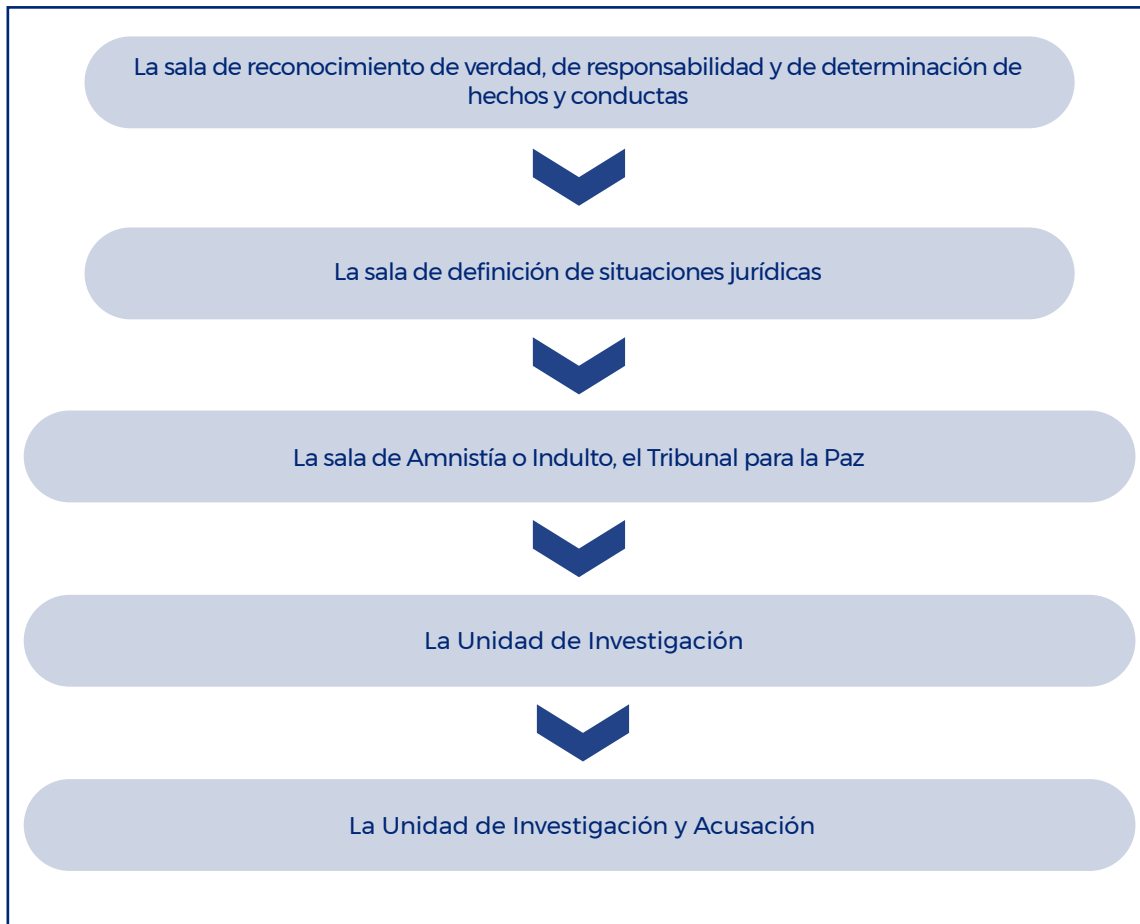 La sala de reconocimiento de verdad, de responsabilidad y de determinación de
hechos y conductas
La sala de definición de situaciones jurídicas
La sala de Amnistía o Indulto, el Tribunal para la Paz
La Unidad de Investigación
La Unidad de Investigación y Acusación